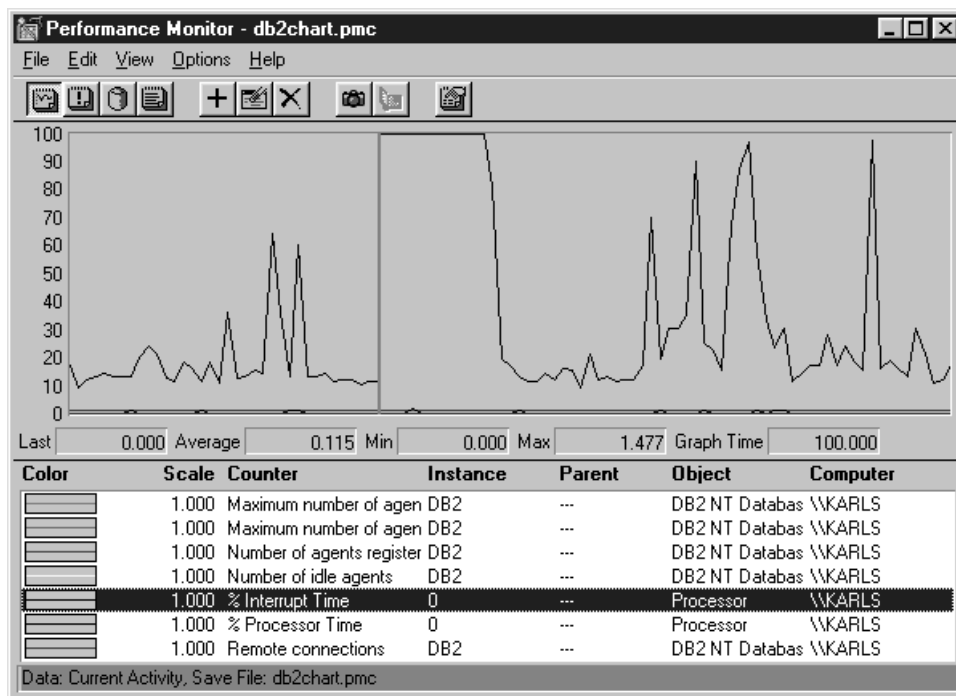 Performance Monitor - db2chart.pmc
File Edit View Options Help
100
90
80
70
60
50
40
30
20
10
0
Last 0.000 Average 0.115 Min 0.000 Max 1.477 Graph Time 100.000
Color Scale Counter Instance Parent Object Computer
1.000 Maximum number of agen DB2 --- DB2 NT Databas \\KARLS
1.000 Maximum number of agen DB2 --- DB2 NT Databas \\KARLS
1.000 Number of agents register DB2 --- DB2 NT Databas \\KARLS
1.000 Number of idle agents DB2 --- DB2 NT Databas \\KARLS
1.000 % Interrupt Time 0 --- Processor \\KARLS
1.000 % Processor Time 0 --- Processor \\KARLS
1.000 Remote connections DB2 --- DB2 NT Databas \\KARLS
Data: Current Activity, Save File: db2chart.pmc